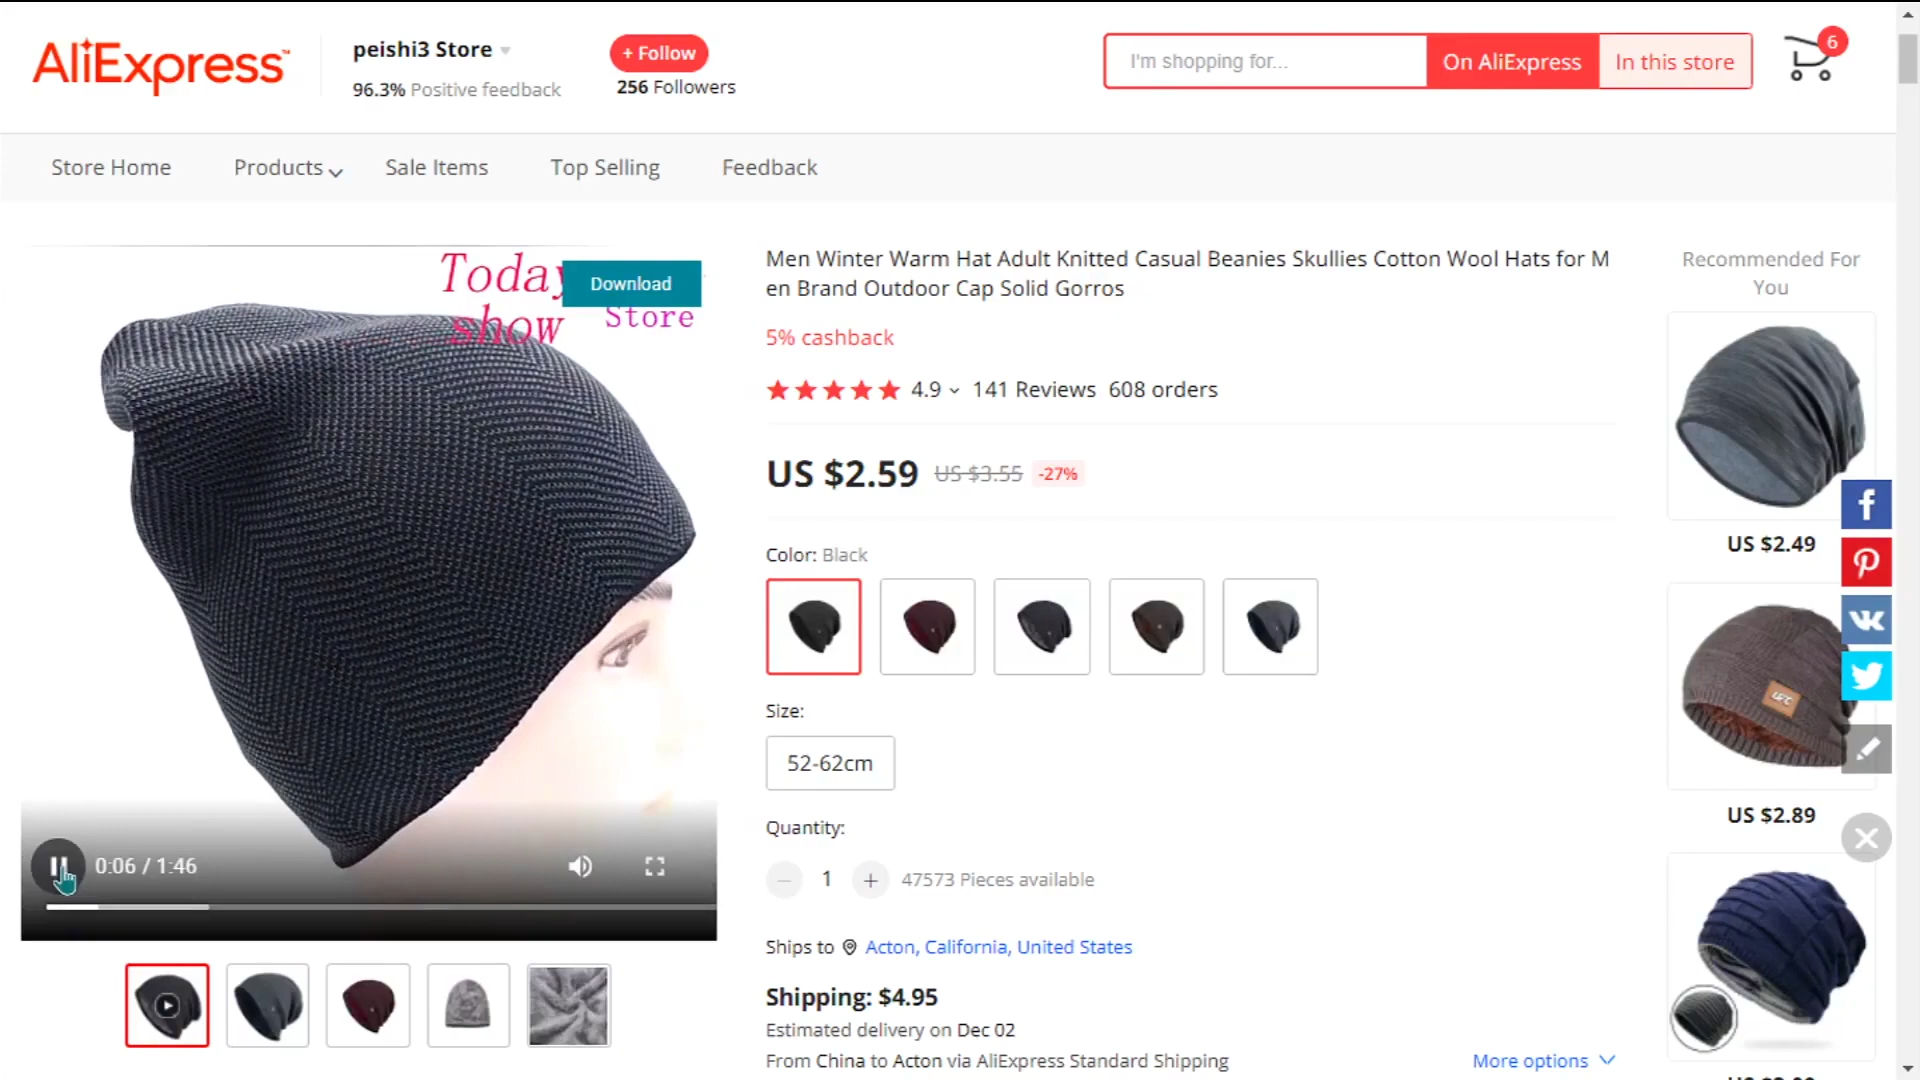 AliExpress™
peishi3 Store
96.3% Positive feedback
+ Follow
256 Followers
I'm shopping for...
On AliExpress
In this store
6
Store Home
Products
Sale Items
Top Selling
Feedback
Today
show
Download
Store
Men Winter Warm Hat Adult Knitted Casual Beanies Skullies Cotton Wool Hats for M
en Brand Outdoor Cap Solid Gorros
5% cashback
4.9 141 Reviews 608 orders
US $2.59 US $3.55 -27%
Color: Black
Size:
52-62cm
Quantity:
1 + 47573 Pieces available
Ships to Acton, California, United States
Shipping: $4.95
Estimated delivery on Dec 02
From China to Acton via AliExpress Standard Shipping
More options
0:06 / 1:46
Recommended For
You
US $2.49
UFC
US $2.89